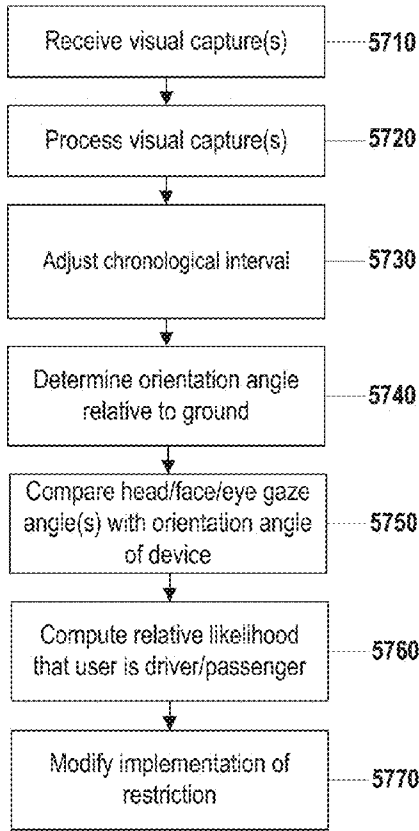 Receive visual capture(s)
5710
Process visual capture(s)
5720
Adjust chronological interval
5730
Determine orientation angle
relative to ground
5740
Compare head/face/eye gaze
angle(s) with orientation angle
of device
5750
Compute relative likelihood
that user is driver/passenger
5760
Modify implementation of
restriction
5770